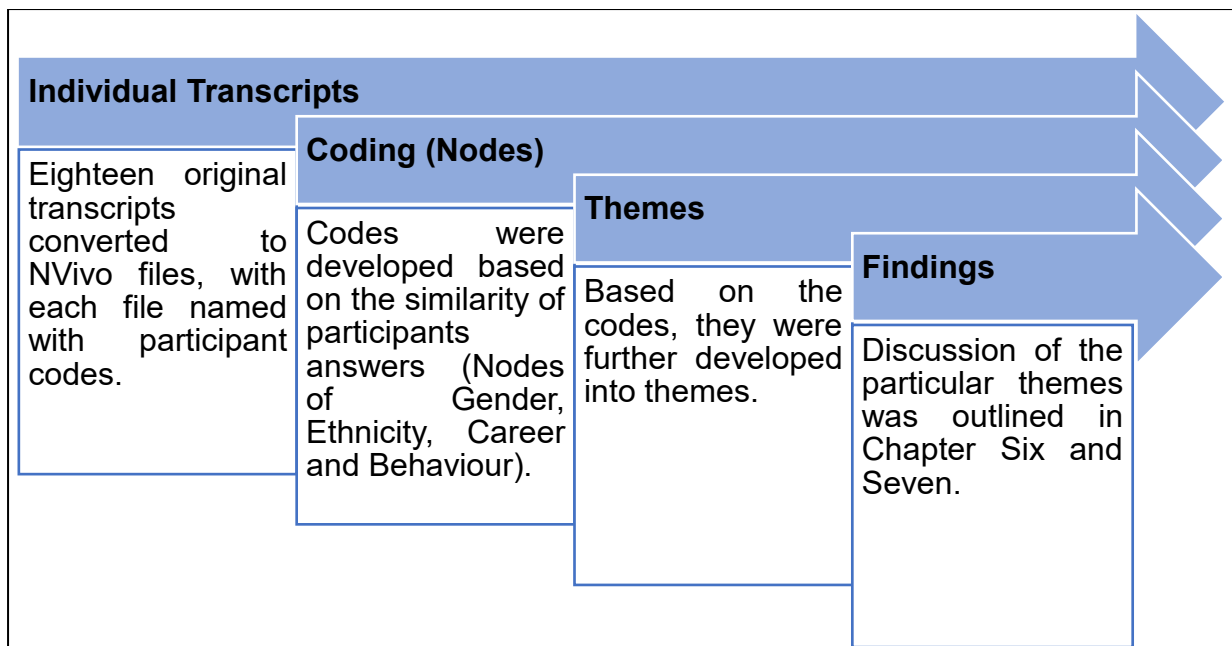 Individual Transcripts
Eighteen original
transcripts
converted to
NVivo files, with
each file named
with participant
codes.
Coding (Nodes)
Codes were
developed based
on the similarity of
participants
answers (Nodes
of Gender,
Ethnicity, Career
and Behaviour).
Themes
Based on the
codes, they were
further developed
into themes.
Findings
Discussion of the
particular themes
was outlined in
Chapter Six and
Seven.